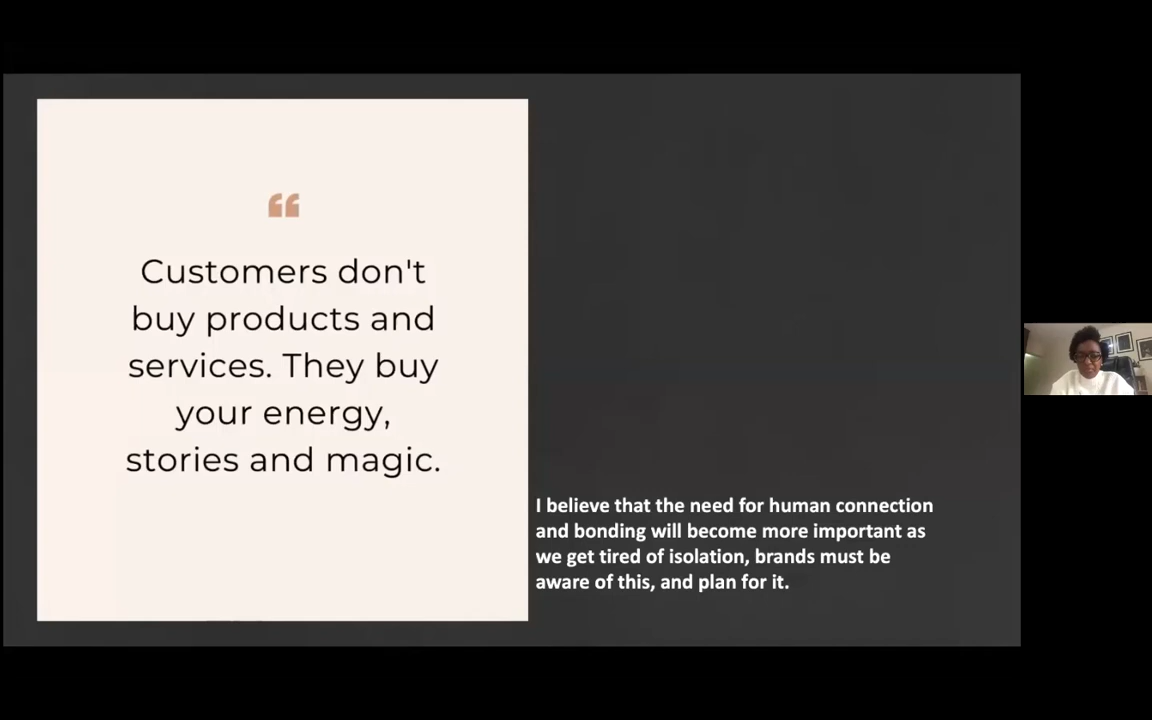 “
Customers don't
buy products and
services. They buy
your energy,
stories and magic.
I believe that the need for human connection
and bonding will become more important as
we get tired of isolation, brands must be
aware of this, and plan for it.